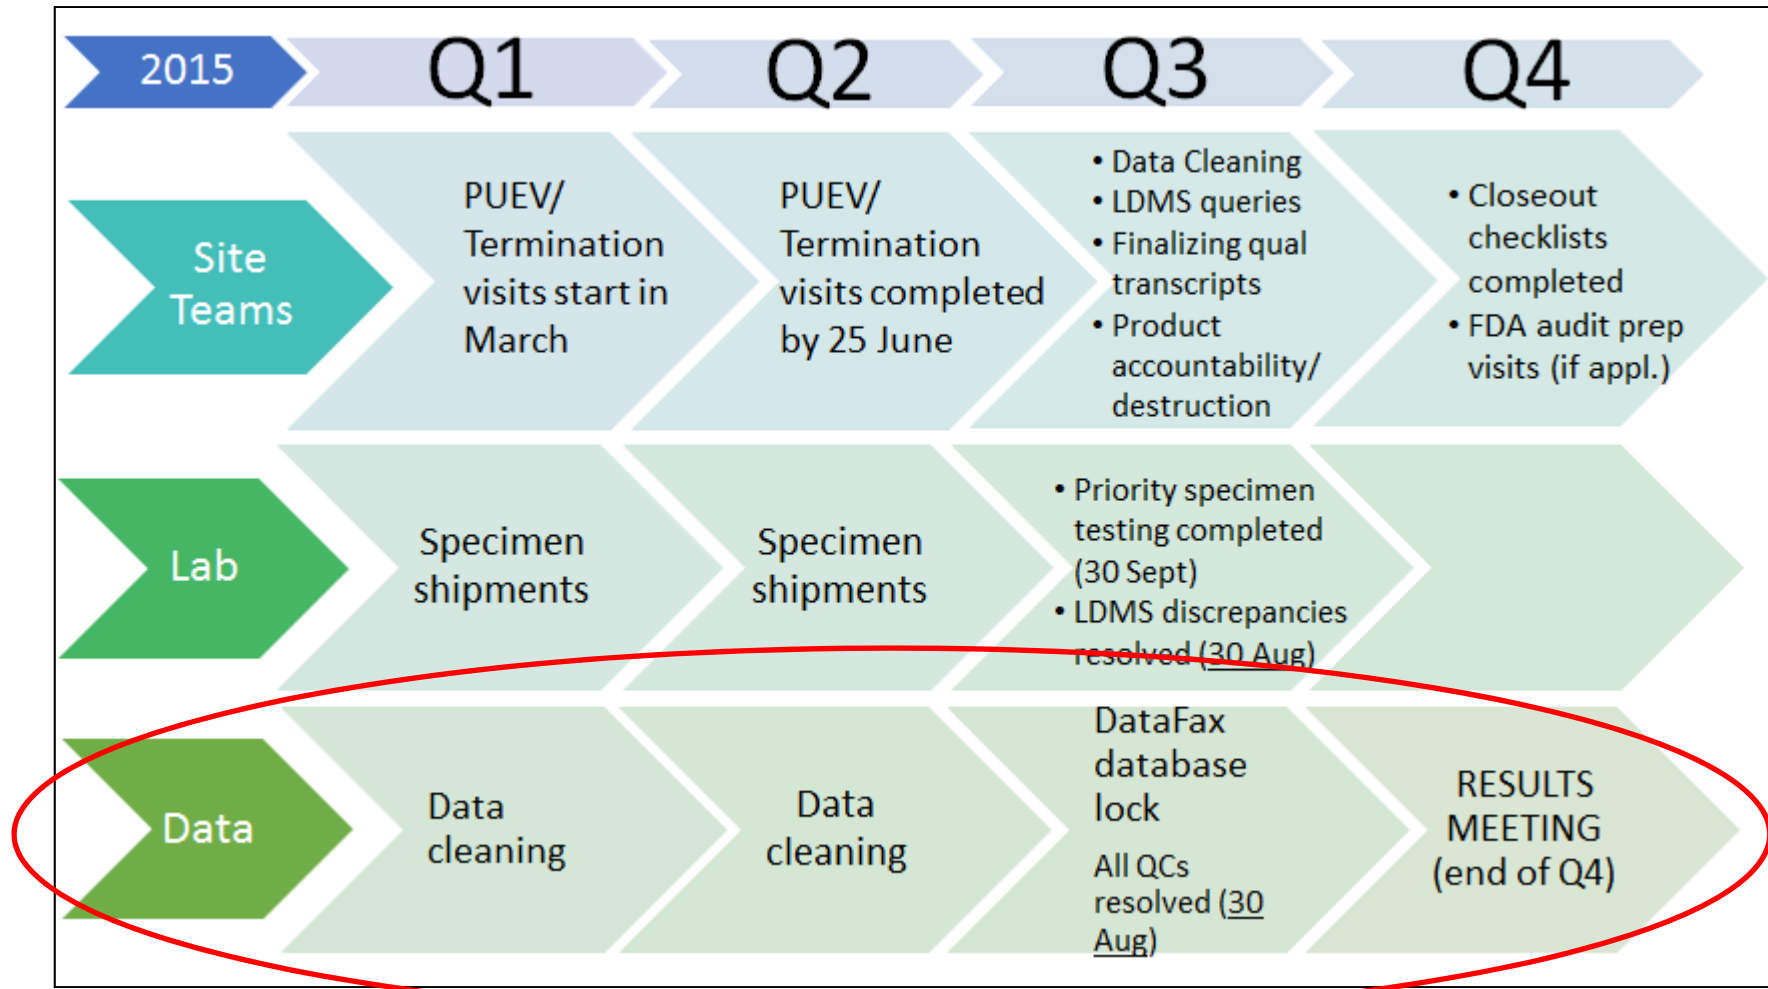 2015
Q1
Q2
Q3
Q4
Site
Teams
PUEV/
Termination
visits start in
March
PUEV/
Termination
visits completed
by 25 June
• Data Cleaning
• LDMS queries
• Finalizing qual
transcripts
• Product
accountability/
destruction
• Closeout
checklists
completed
• FDA audit prep
visits (if appl.)
Lab
Specimen
shipments
Specimen
shipments
• Priority specimen
testing completed
(30 Sept)
• LDMS discrepancies
resolved (30 Aug)
Data
Data
cleaning
Data
cleaning
DataFax
database
lock
All QCs
resolved (30
Aug)
RESULTS
MEETING
(end of Q4)